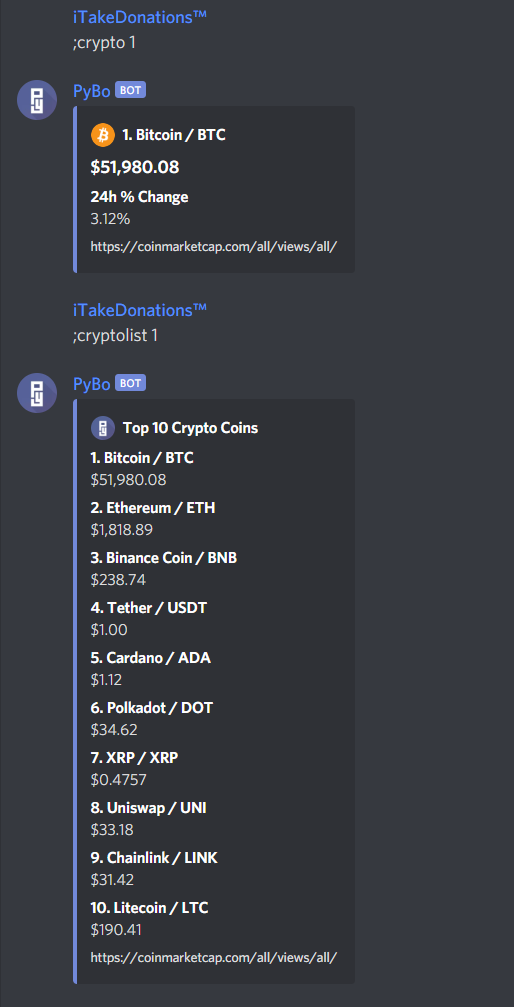 iTakeDonations™
;crypto 1
PyBo BOT
1. Bitcoin / BTC
$51,980.08
24h % Change
3.12%
https://coinmarketcap.com/all/views/all/
iTakeDonations™
;cryptolist 1
PyBo BOT
Top 10 Crypto Coins
1. Bitcoin / BTC
$51,980.08
2. Ethereum / ETH
$1,818.89
3. Binance Coin / BNB
$238.74
4. Tether / USDT
$1.00
5. Cardano / ADA
$1.12
6. Polkadot / DOT
$34.62
7. XRP / XRP
$0.4757
8. Uniswap / UNI
$33.18
9. Chainlink / LINK
$31.42
10. Litecoin / LTC
$190.41
https://coinmarketcap.com/all/views/all/